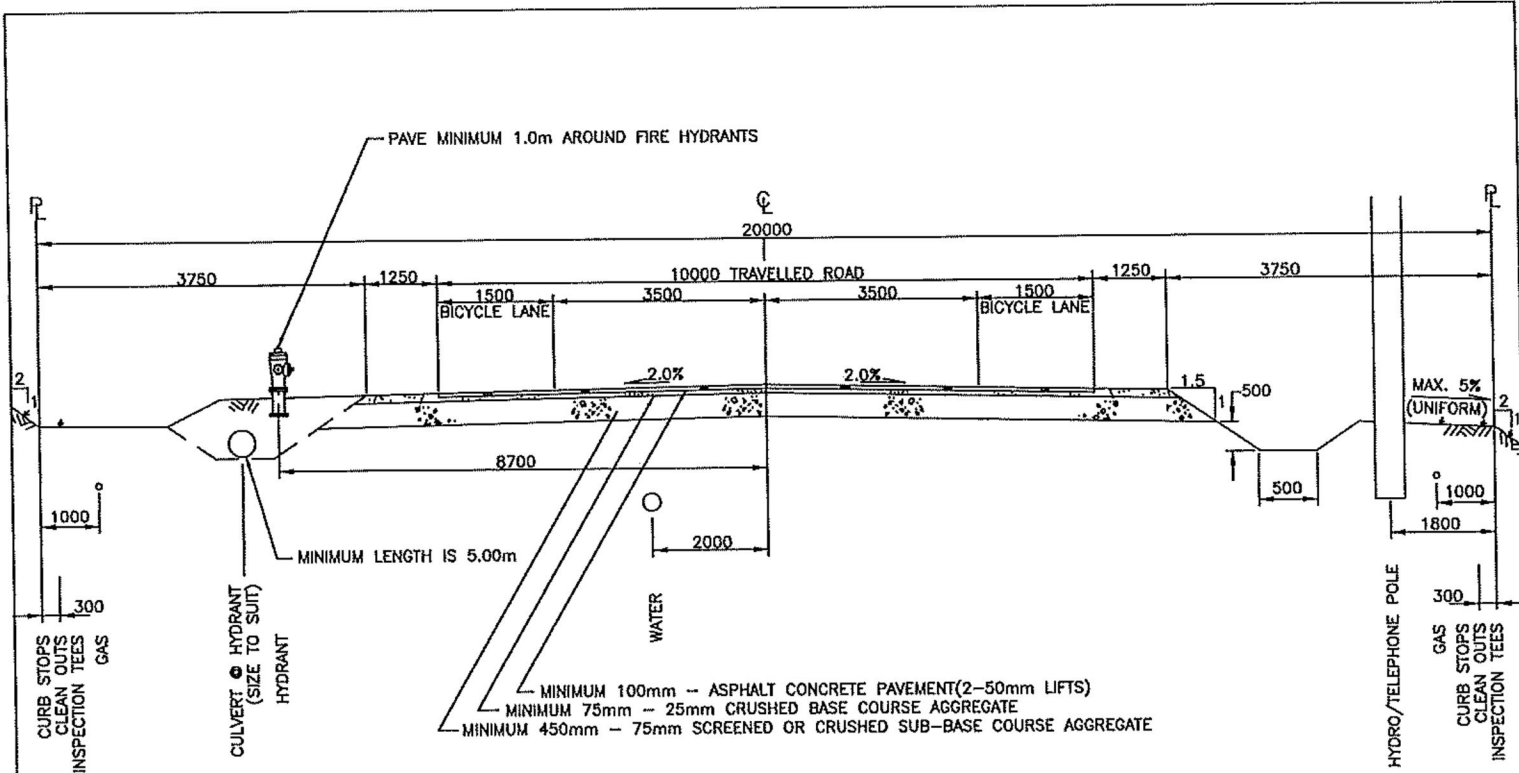 PAVE MINIMUM 1.0m AROUND FIRE HYDRANTS
PL
CL
PL
20000
3750
1250
10000 TRAVELLED ROAD
1250
3750
1500
3500
3500
1500
BICYCLE LANE
BICYCLE LANE
2.0%
2.0%
2
1
1.5
1
500
MAX. 5%
(UNIFORM)
2
1
8700
500
1000
1000
MINIMUM LENGTH IS 5.00m
2000
1800
300
300
CURB STOPS
CLEAN OUTS
INSPECTION TEES
GAS
CULVERT @ HYDRANT
(SIZE TO SUIT)
HYDRANT
WATER
HYDRO/TELEPHONE POLE
GAS
CURB STOPS
CLEAN OUTS
INSPECTION TEES
MINIMUM 100mm – ASPHALT CONCRETE PAVEMENT(2–50mm LIFTS)
MINIMUM 75mm – 25mm CRUSHED BASE COURSE AGGREGATE
MINIMUM 450mm – 75mm SCREENED OR CRUSHED SUB–BASE COURSE AGGREGATE